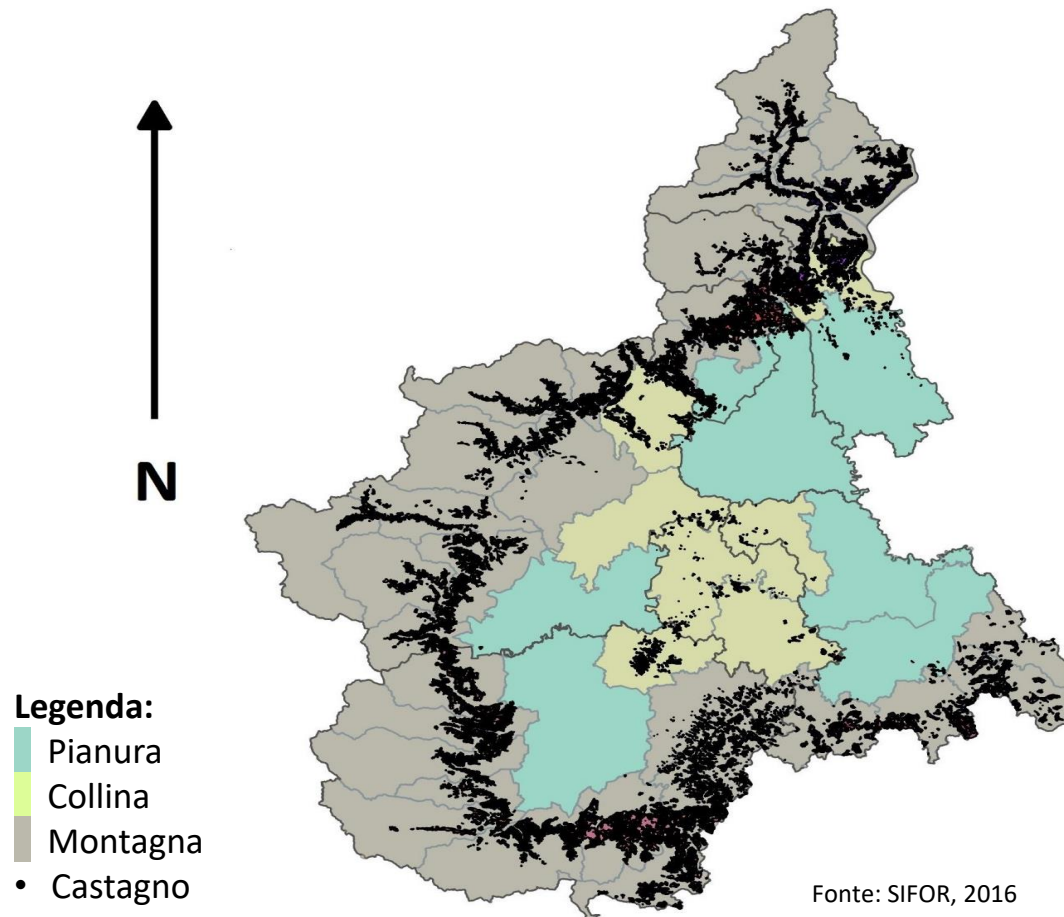 N
Legenda:
Pianura
Collina
Montagna
Castagno
Fonte: SIFOR, 2016